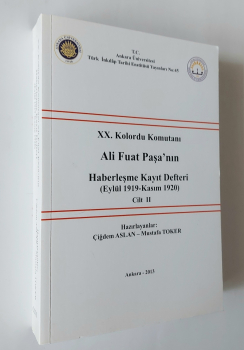 T.C.
Ankara Üniversitesi
Türk İnkılâp Tarihi Enstitüsü Yayınları No:
XX. Kolordu Komutanı
Ali Fuat Paşa'nın
Haberleşme Kayıt Defteri
(Eylül 1919-Kasım 1920)
Cilt II
Hazırlayanlar:
Çiğdem ASLAN – Mustafa TOKER
Ankara - 2013